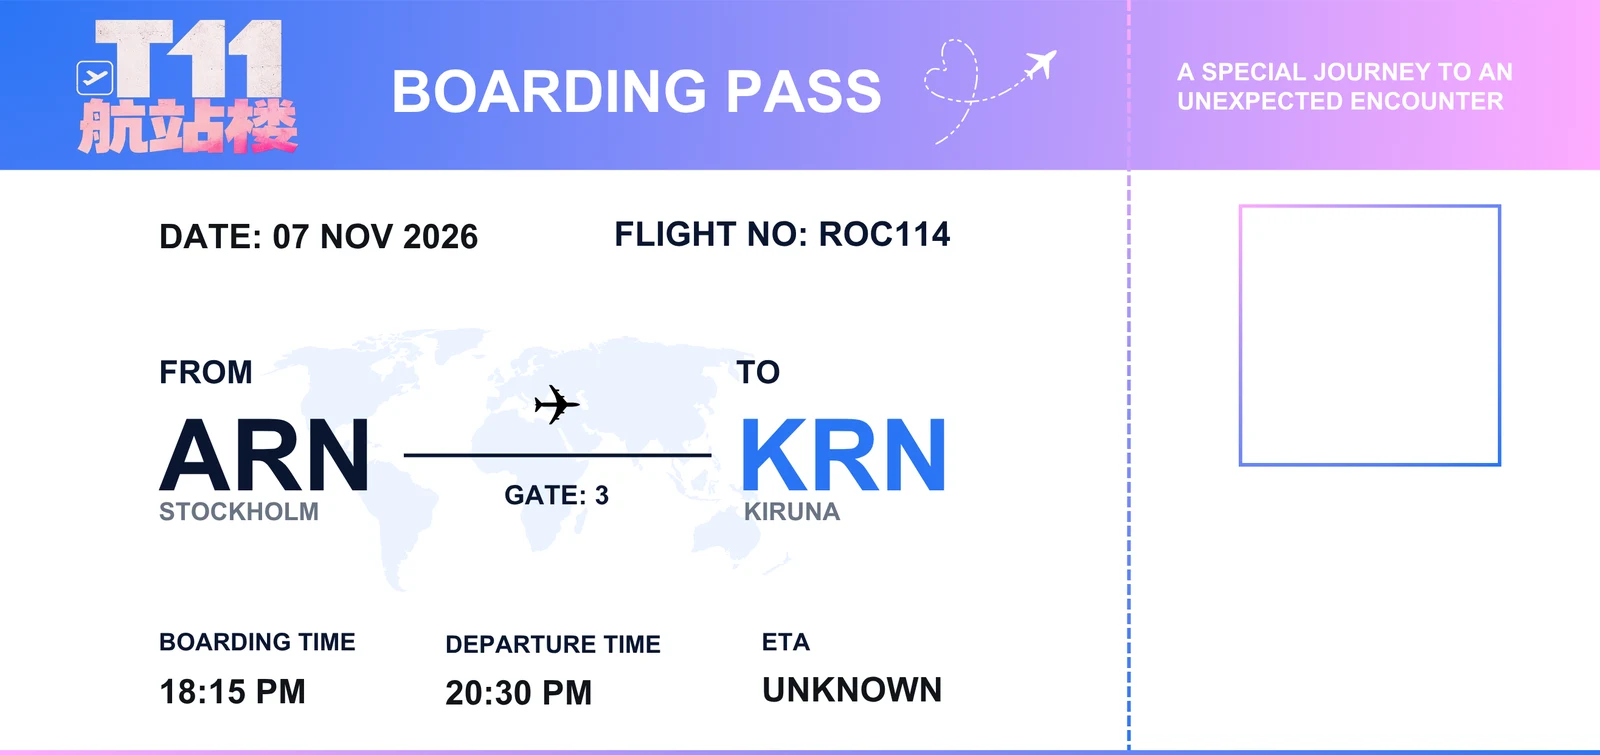 T11
航站楼
BOARDING PASS
A SPECIAL JOURNEY TO AN
UNEXPECTED ENCOUNTER
DATE: 07 NOV 2026
FLIGHT NO: ROC114
FROM
TO
ARN
KRN
STOCKHOLM
GATE: 3
KIRUNA
BOARDING TIME
DEPARTURE TIME
ETA
18:15 PM
20:30 PM
UNKNOWN